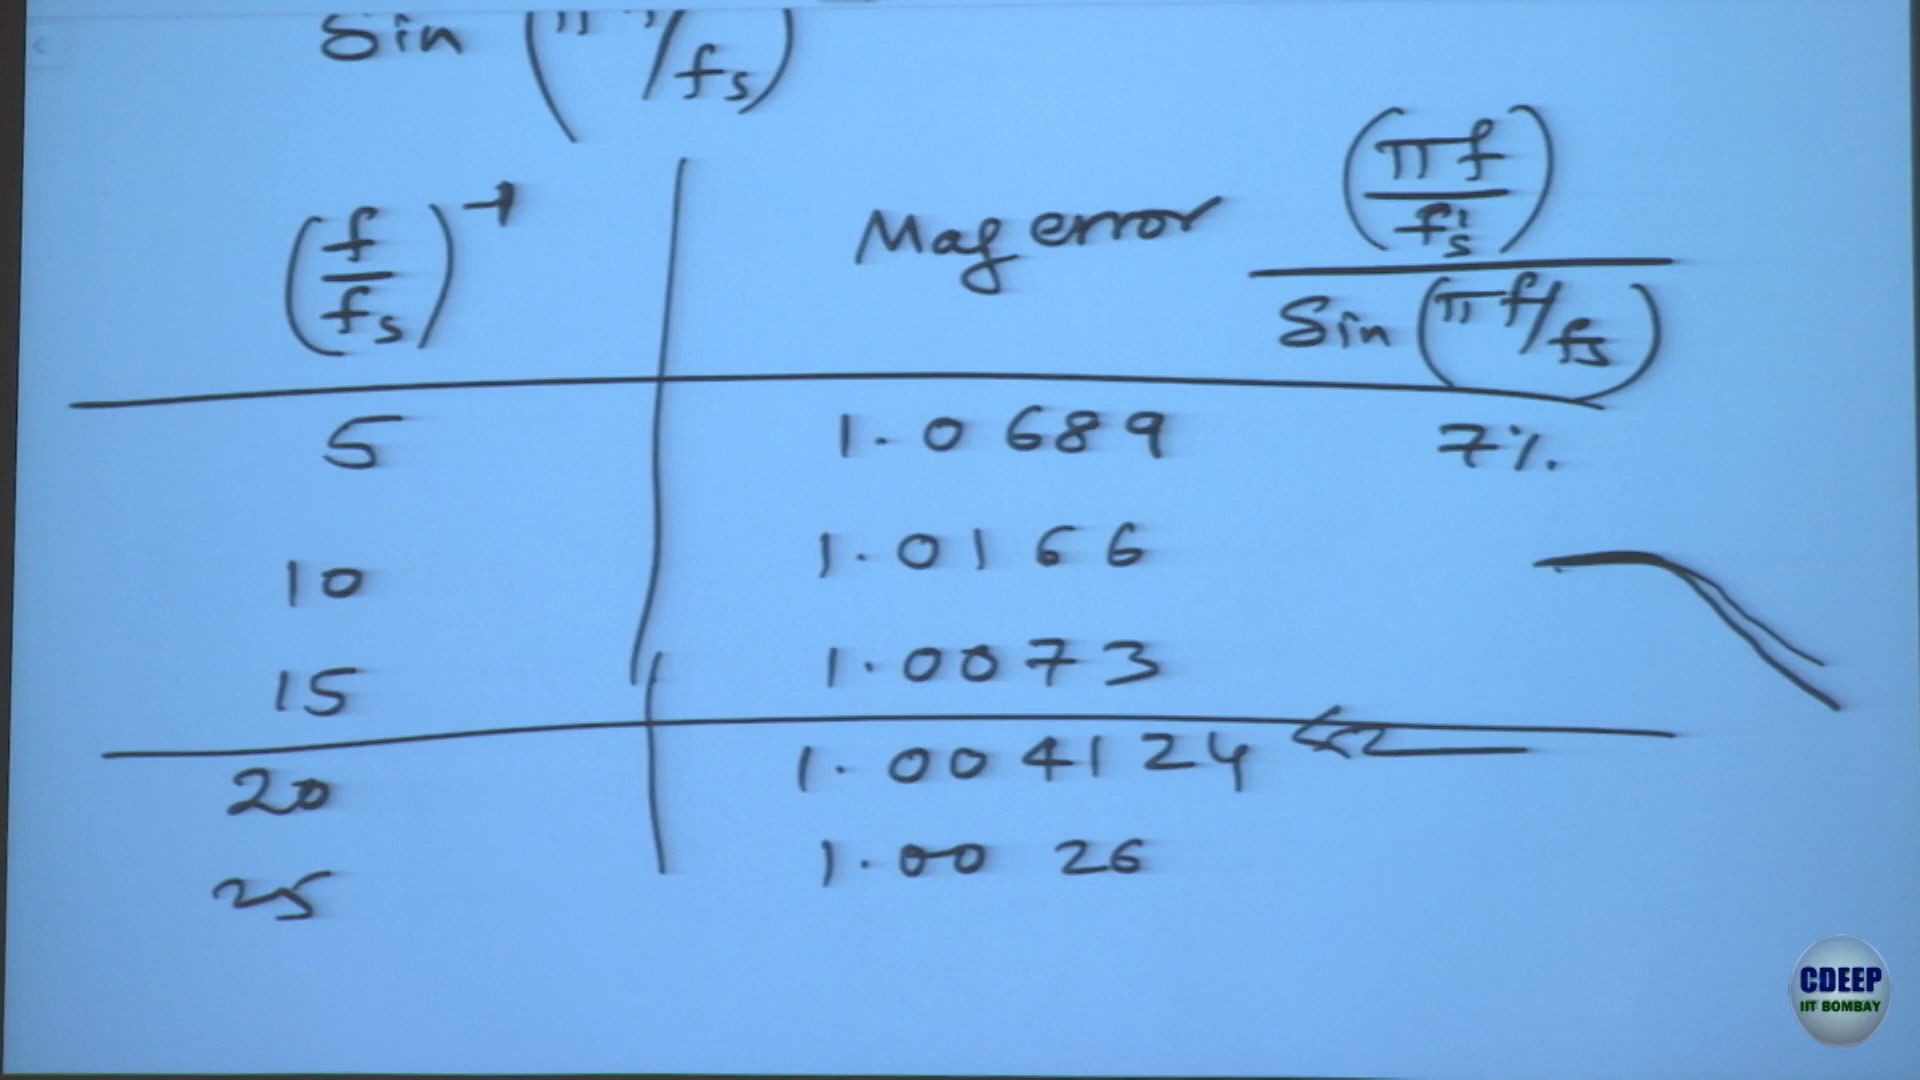 Sin ( /fs)
(f/fs)⁻¹ Mag error (πf/fs)/Sin(πf/fs)
5 1.0689 7%.
10 1.0166
15 1.0073
20 1.004124
25 1.0026
CDEEP
IIT BOMBAY